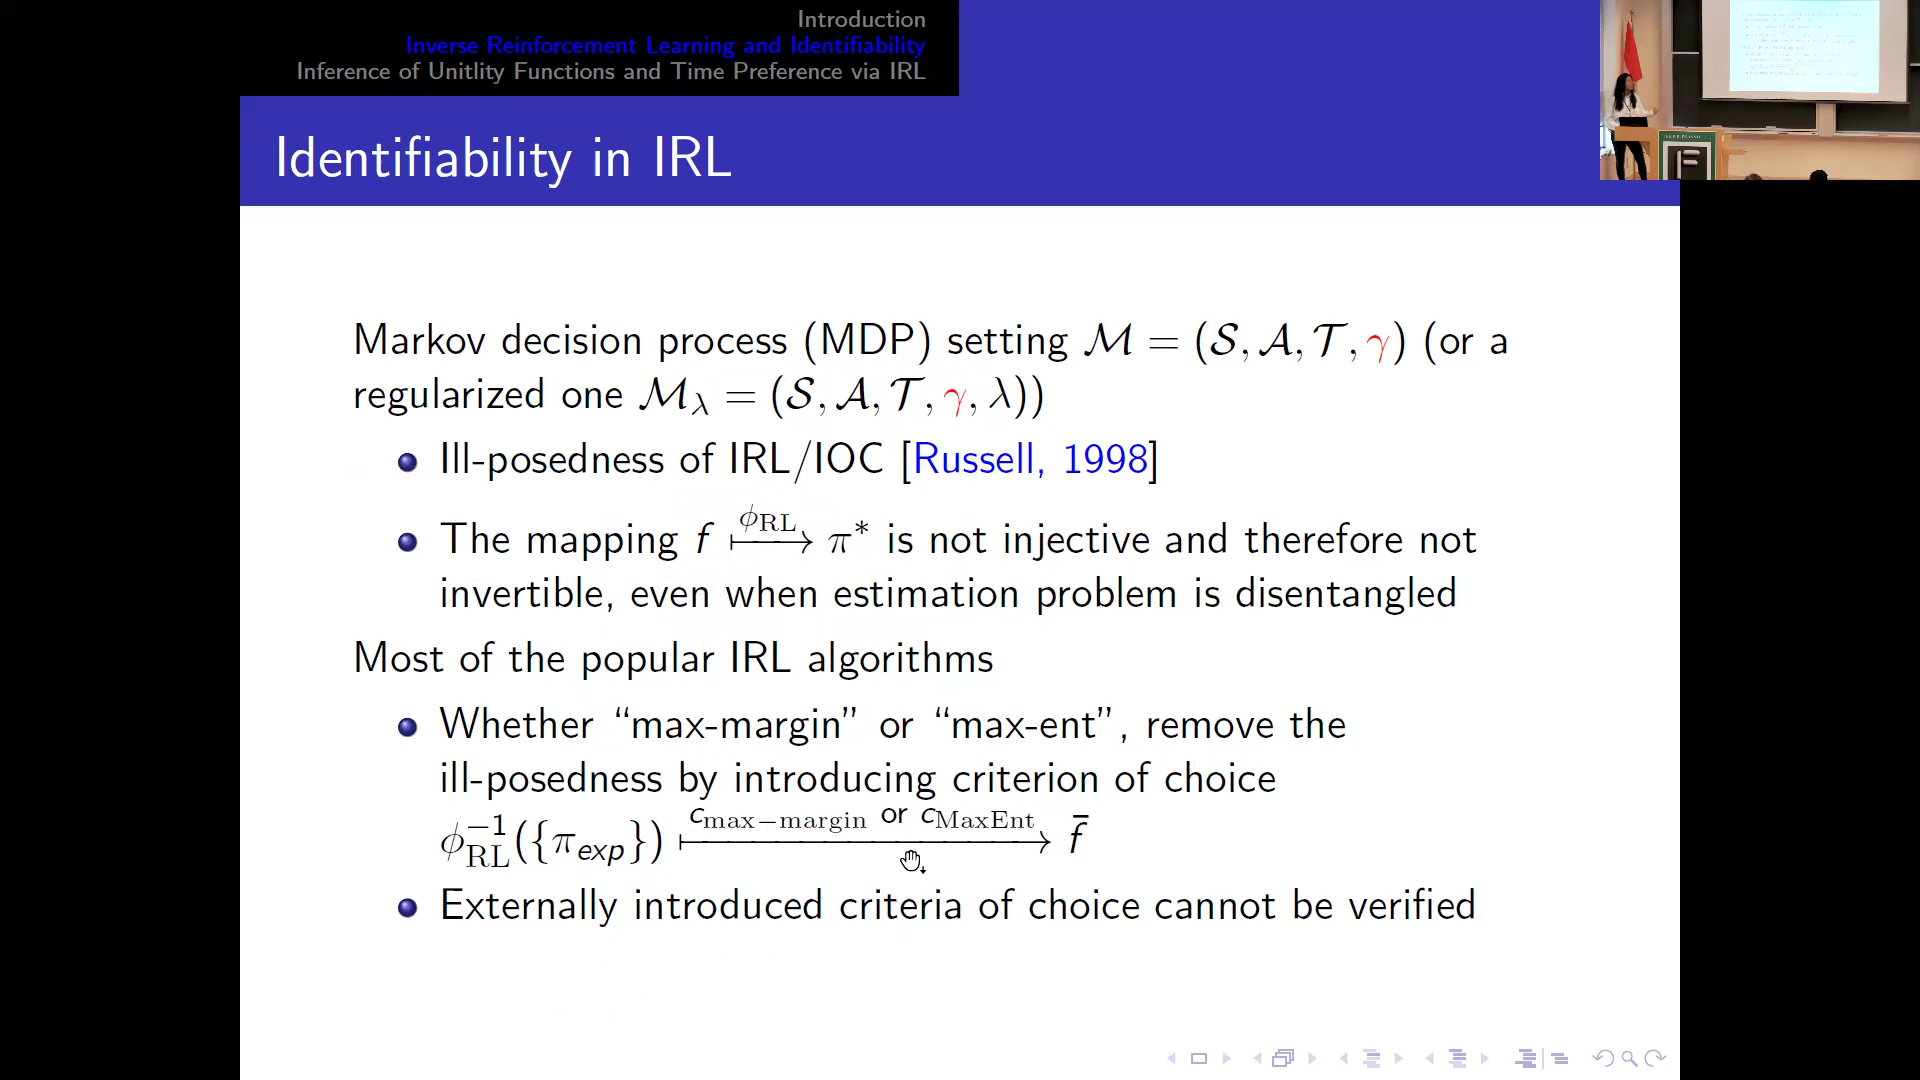 Introduction
Inverse Reinforcement Learning and Identifiability
Inference of Unitlity Functions and Time Preference via IRL
Identifiability in IRL
Markov decision process (MDP) setting ℳ = (𝒮, 𝒜, 𝒯, γ) (or a
regularized one ℳ_λ = (𝒮, 𝒜, 𝒯, γ, λ))
Ill-posedness of IRL/IOC [Russell, 1998]
The mapping f ⟼^{ϕ_RL} π* is not injective and therefore not
invertible, even when estimation problem is disentangled
Most of the popular IRL algorithms
Whether “max-margin” or “max-ent”, remove the
ill-posedness by introducing criterion of choice
ϕ_RL^{-1}({π_exp}) ⟼^{c_max−margin or c_MaxEnt} f̄
Externally introduced criteria of choice cannot be verified